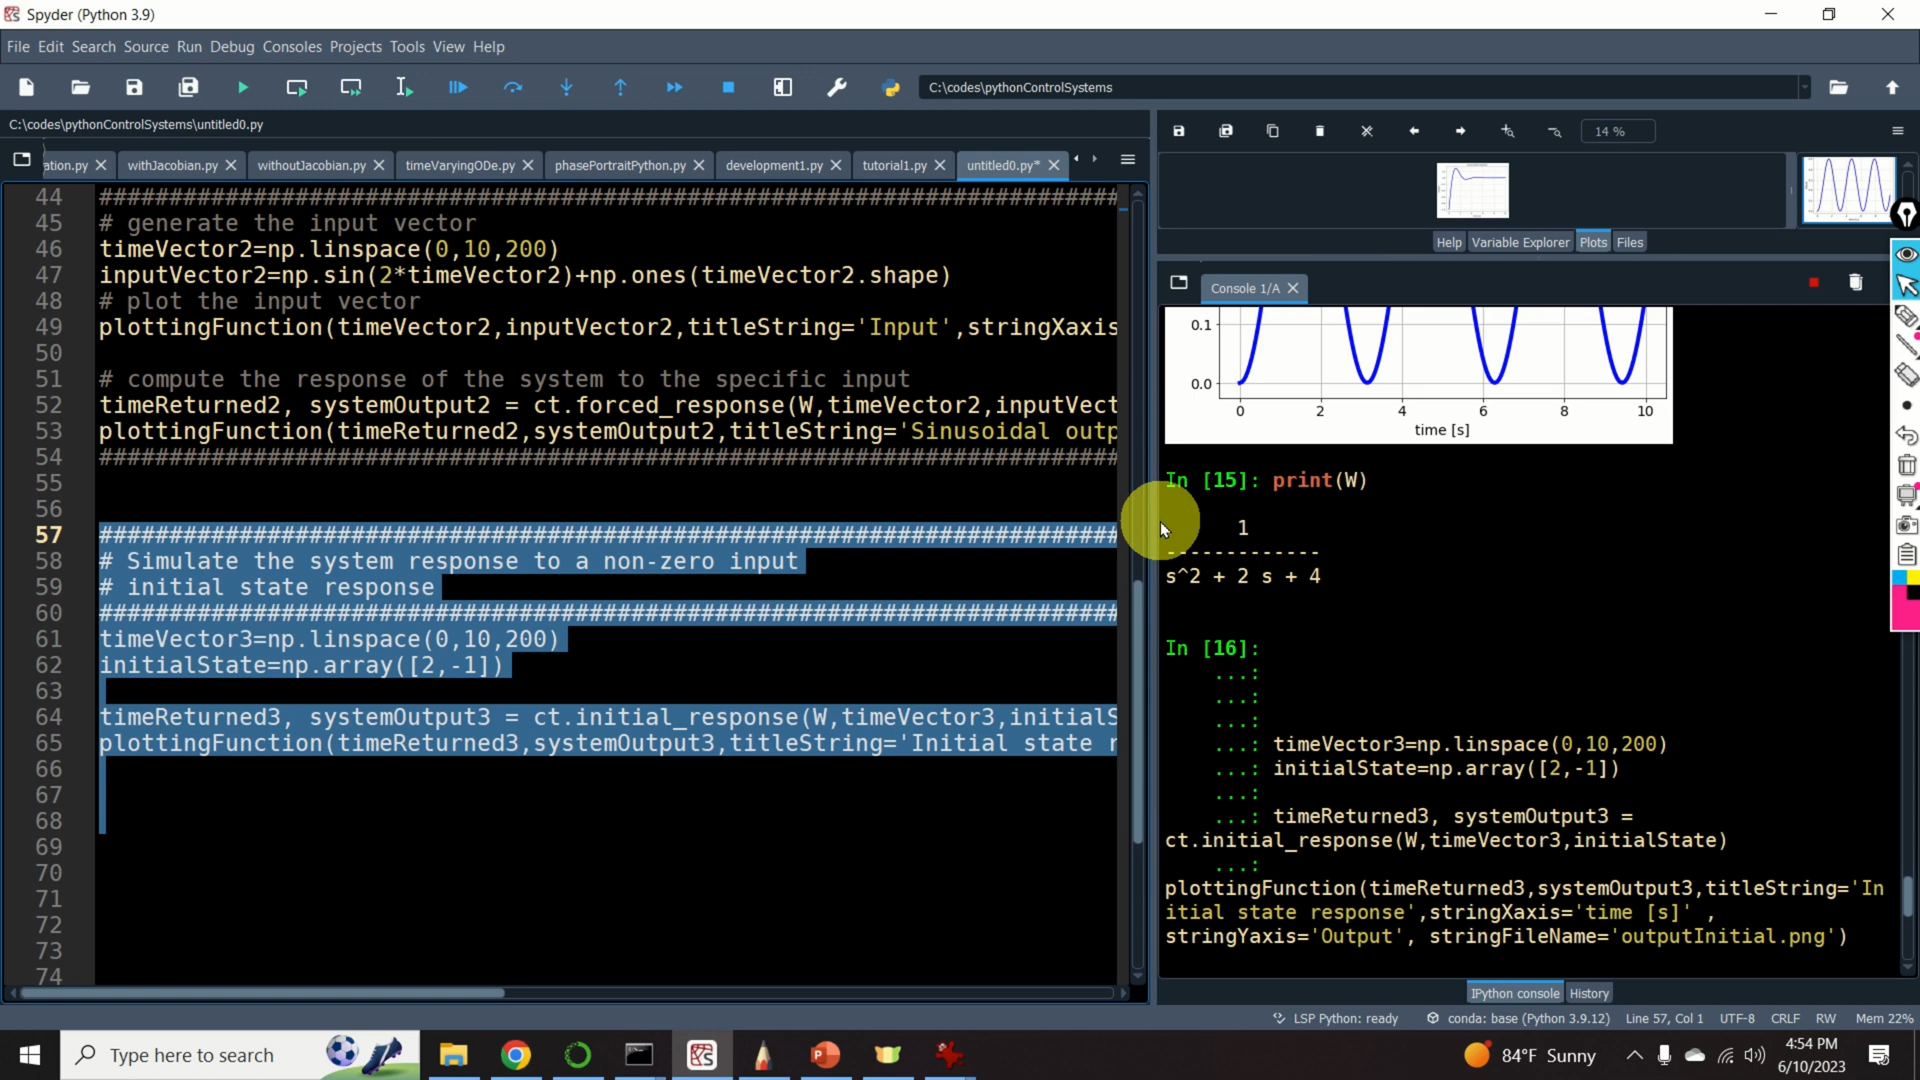 Spyder (Python 3.9)
File Edit Search Source Run Debug Consoles Projects Tools View Help
C:\codes\pythonControlSystems
C:\codes\pythonControlSystems\untitled0.py
14 %
ation.py withJacobian.py withoutJacobian.py timeVaryingODe.py phasePortraitPython.py development1.py tutorial1.py untitled0.py*
44
45 # generate the input vector
46 timeVector2=np.linspace(0,10,200)
47 inputVector2=np.sin(2*timeVector2)+np.ones(timeVector2.shape)
48 # plot the input vector
49 plottingFunction(timeVector2,inputVector2,titleString='Input',stringXaxis
50
51 # compute the response of the system to the specific input
52 timeReturned2, systemOutput2 = ct.forced_response(W,timeVector2,inputVect
53 plottingFunction(timeReturned2,systemOutput2,titleString='Sinusoidal outp
54
55
56
57
58 # Simulate the system response to a non-zero input
59 # initial state response
60
61 timeVector3=np.linspace(0,10,200)
62 initialState=np.array([2,-1])
63
64 timeReturned3, systemOutput3 = ct.initial_response(W,timeVector3,initialS
65 plottingFunction(timeReturned3,systemOutput3,titleString='Initial state r
66
67
68
69
70
71
72
73
74
Help Variable Explorer Plots Files
Console 1/A
0.1
0.0
0 2 4 6 8 10
time [s]
In [15]: print(W)
1
-------------
s^2 + 2 s + 4
In [16]:
...:
...:
...:
...: timeVector3=np.linspace(0,10,200)
...: initialState=np.array([2,-1])
...:
...: timeReturned3, systemOutput3 =
ct.initial_response(W,timeVector3,initialState)
...:
plottingFunction(timeReturned3,systemOutput3,titleString='In
itial state response',stringXaxis='time [s]' ,
stringYaxis='Output', stringFileName='outputInitial.png')
IPython console History
LSP Python: ready conda: base (Python 3.9.12) Line 57, Col 1 UTF-8 CRLF RW Mem 22%
Type here to search
84°F Sunny
4:54 PM
6/10/2023